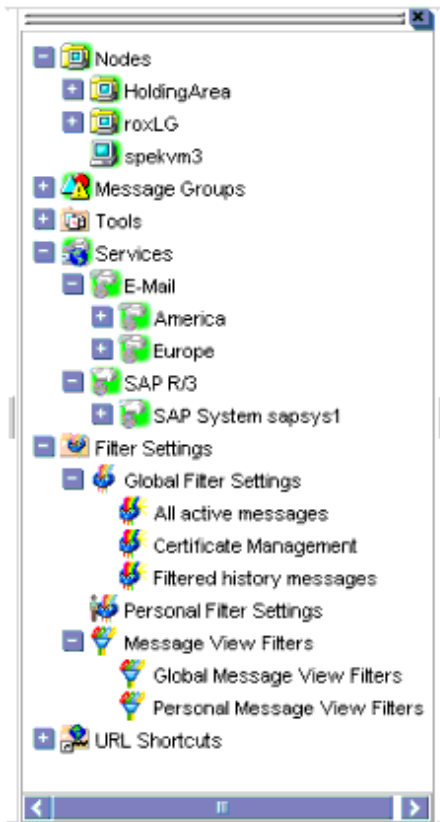 Nodes
HoldingArea
roxLG
spekvm3
Message Groups
Tools
Services
E-Mail
America
Europe
SAP R/3
SAP System sapsys1
Filter Settings
Global Filter Settings
All active messages
Certificate Management
Filtered history messages
Personal Filter Settings
Message View Filters
Global Message View Filters
Personal Message View Filters
URL Shortcuts